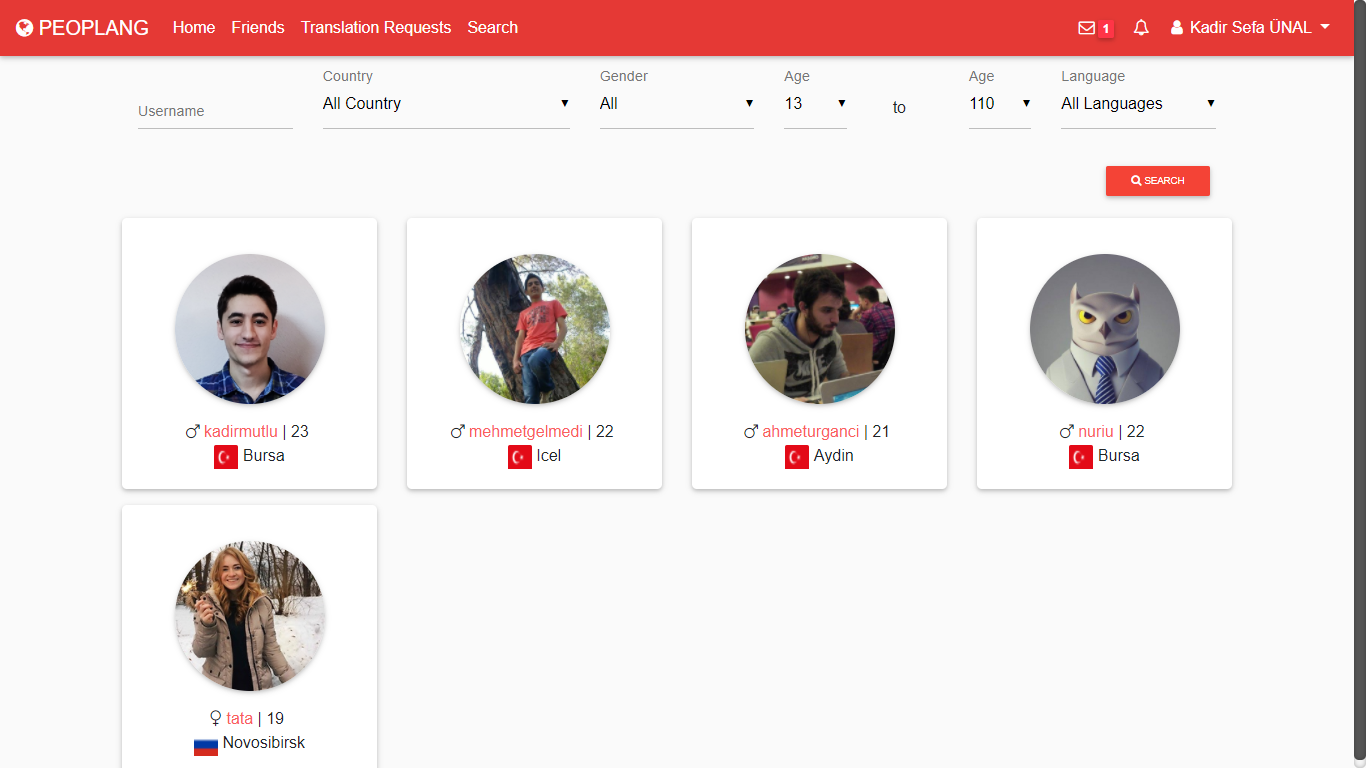 PEOPLANG Home Friends Translation Requests Search 1 Kadir Sefa ÜNAL
Country Gender Age Age Language
Username All Country All 13 to 110 All Languages
SEARCH
kadirmutlu | 23
Bursa
mehmetgelmedi | 22
Icel
ahmeturganci | 21
Aydin
nuriu | 22
Bursa
tata | 19
Novosibirsk